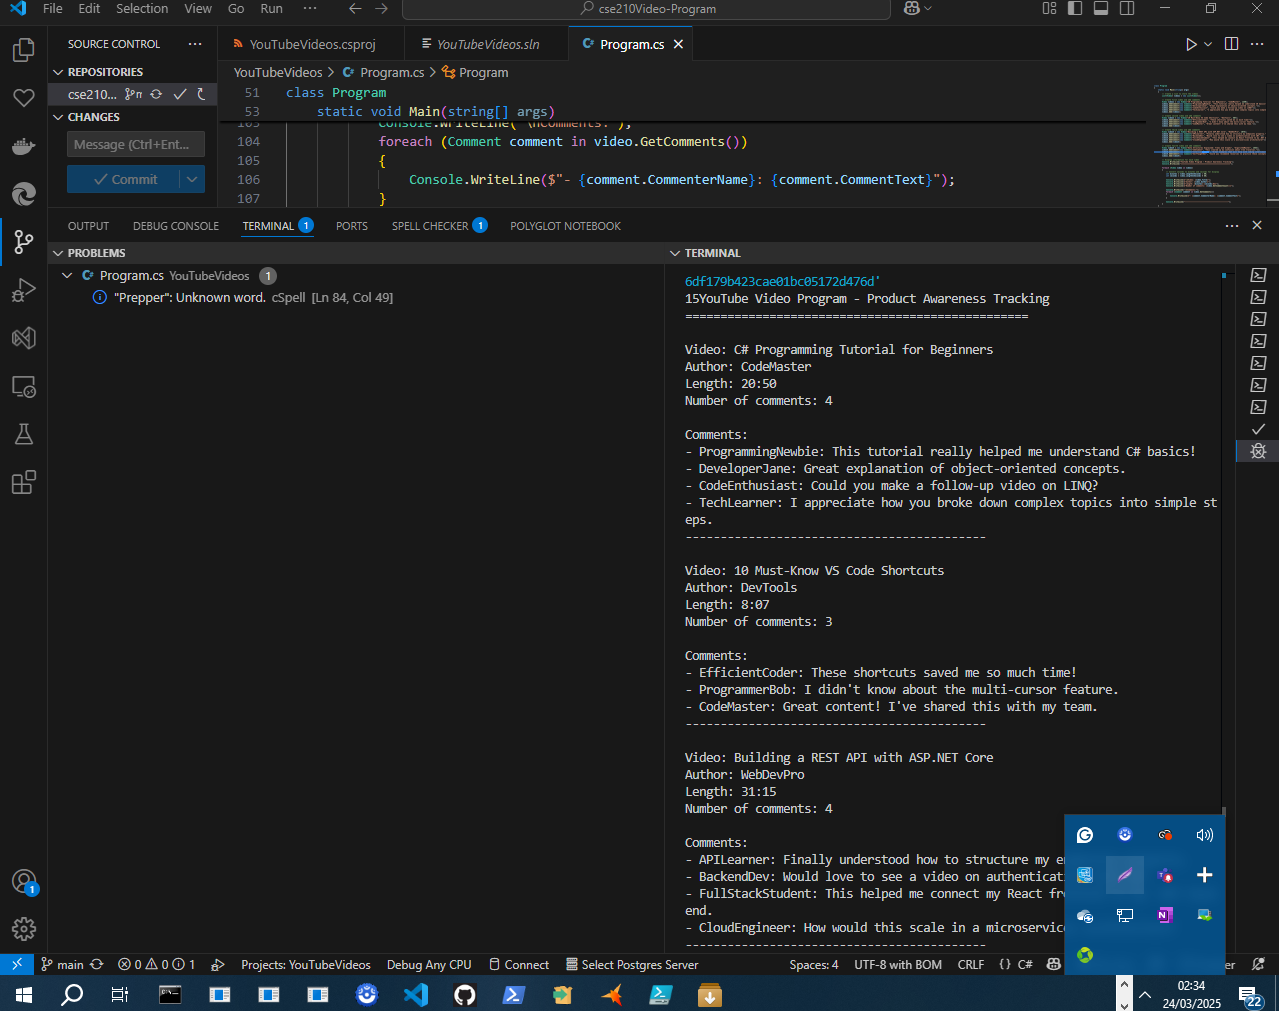 File Edit Selection View Go Run ··· cse210Video-Program
SOURCE CONTROL ···
YouTubeVideos.csproj YouTubeVideos.sln Program.cs
REPOSITORIES
cse210...
CHANGES
Message (Ctrl+Ent...
Commit
YouTubeVideos > Program.cs > Program
51 class Program
53 static void Main(string[] args)
103 Console.WriteLine("\nComments:");
104 foreach (Comment comment in video.GetComments())
105 {
106 Console.WriteLine($"- {comment.CommenterName}: {comment.CommentText}");
107 }
OUTPUT DEBUG CONSOLE TERMINAL 1 PORTS SPELL CHECKER 1 POLYGLOT NOTEBOOK
PROBLEMS
Program.cs YouTubeVideos 1
"Prepper": Unknown word. cSpell [Ln 84, Col 49]
TERMINAL
6df179b423cae01bc05172d476d'
15YouTube Video Program - Product Awareness Tracking
=================================================
Video: C# Programming Tutorial for Beginners
Author: CodeMaster
Length: 20:50
Number of comments: 4
Comments:
- ProgrammingNewbie: This tutorial really helped me understand C# basics!
- DeveloperJane: Great explanation of object-oriented concepts.
- CodeEnthusiast: Could you make a follow-up video on LINQ?
- TechLearner: I appreciate how you broke down complex topics into simple st
eps.
-------------------------------------------
Video: 10 Must-Know VS Code Shortcuts
Author: DevTools
Length: 8:07
Number of comments: 3
Comments:
- EfficientCoder: These shortcuts saved me so much time!
- ProgrammerBob: I didn't know about the multi-cursor feature.
- CodeMaster: Great content! I've shared this with my team.
-------------------------------------------
Video: Building a REST API with ASP.NET Core
Author: WebDevPro
Length: 31:15
Number of comments: 4
Comments:
- APILearner: Finally understood how to structure my
- BackendDev: Would love to see a video on
- FullStackStudent: This helped me connect my React
end.
- CloudEngineer: How would this scale in a
-------------------------------------------
1
main 0 0 1 Projects: YouTubeVideos Debug Any CPU Connect Select Postgres Server Spaces: 4 UTF-8 with BOM CRLF {} C#
02:34
24/03/2025
22